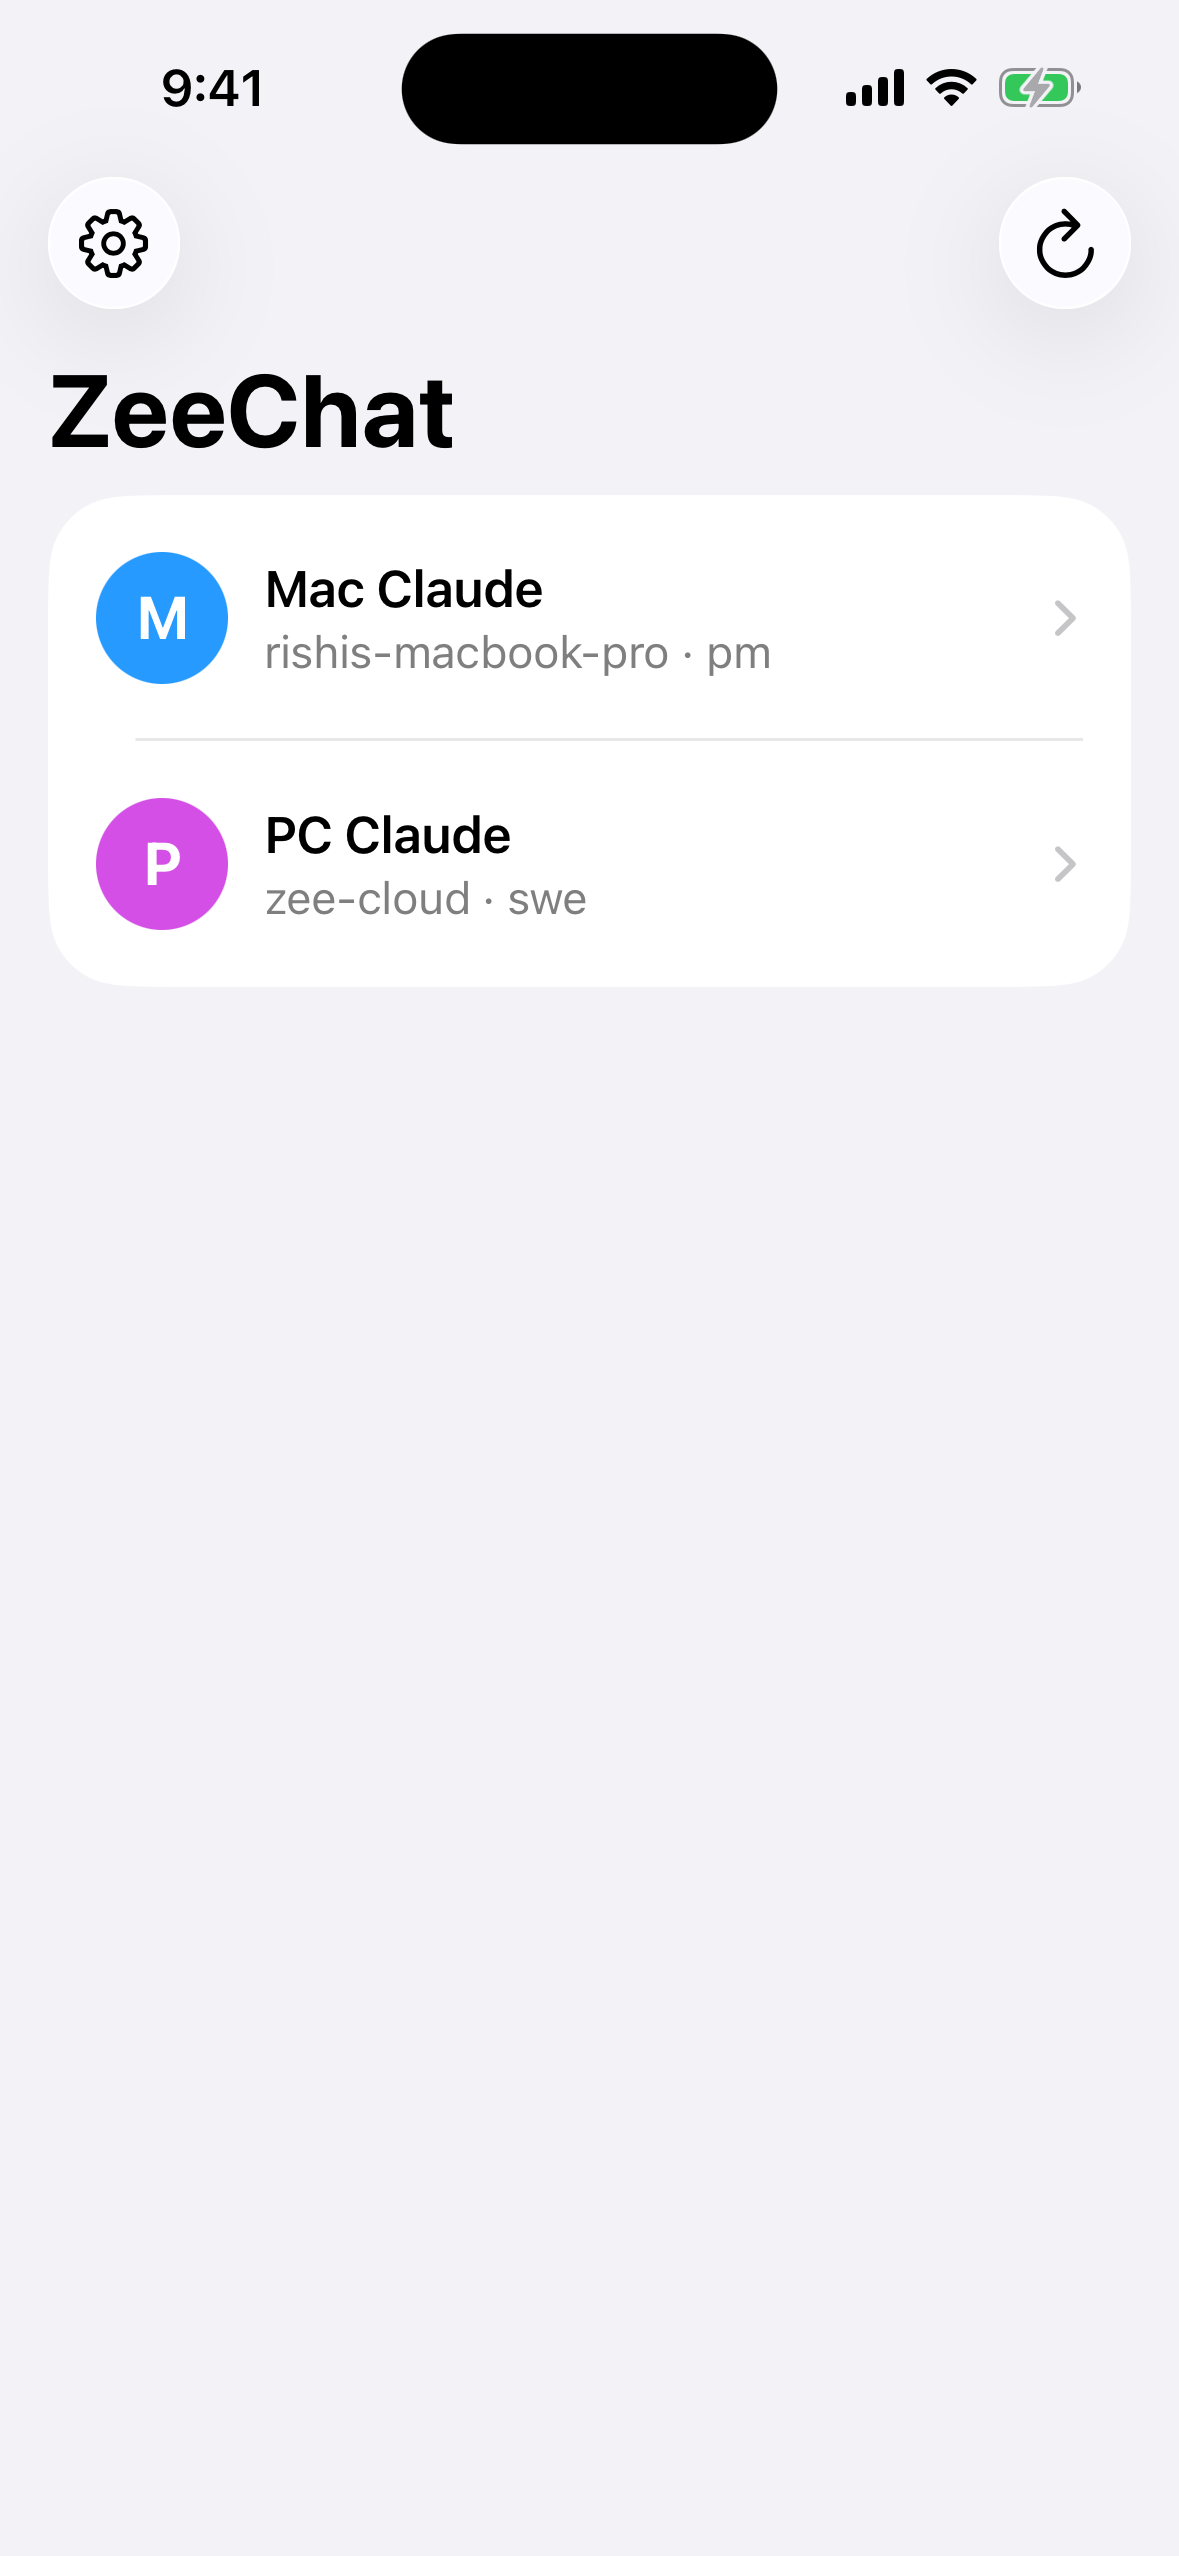 9:41
ZeeChat
M
Mac Claude
rishis-macbook-pro · pm
P
PC Claude
zee-cloud · swe